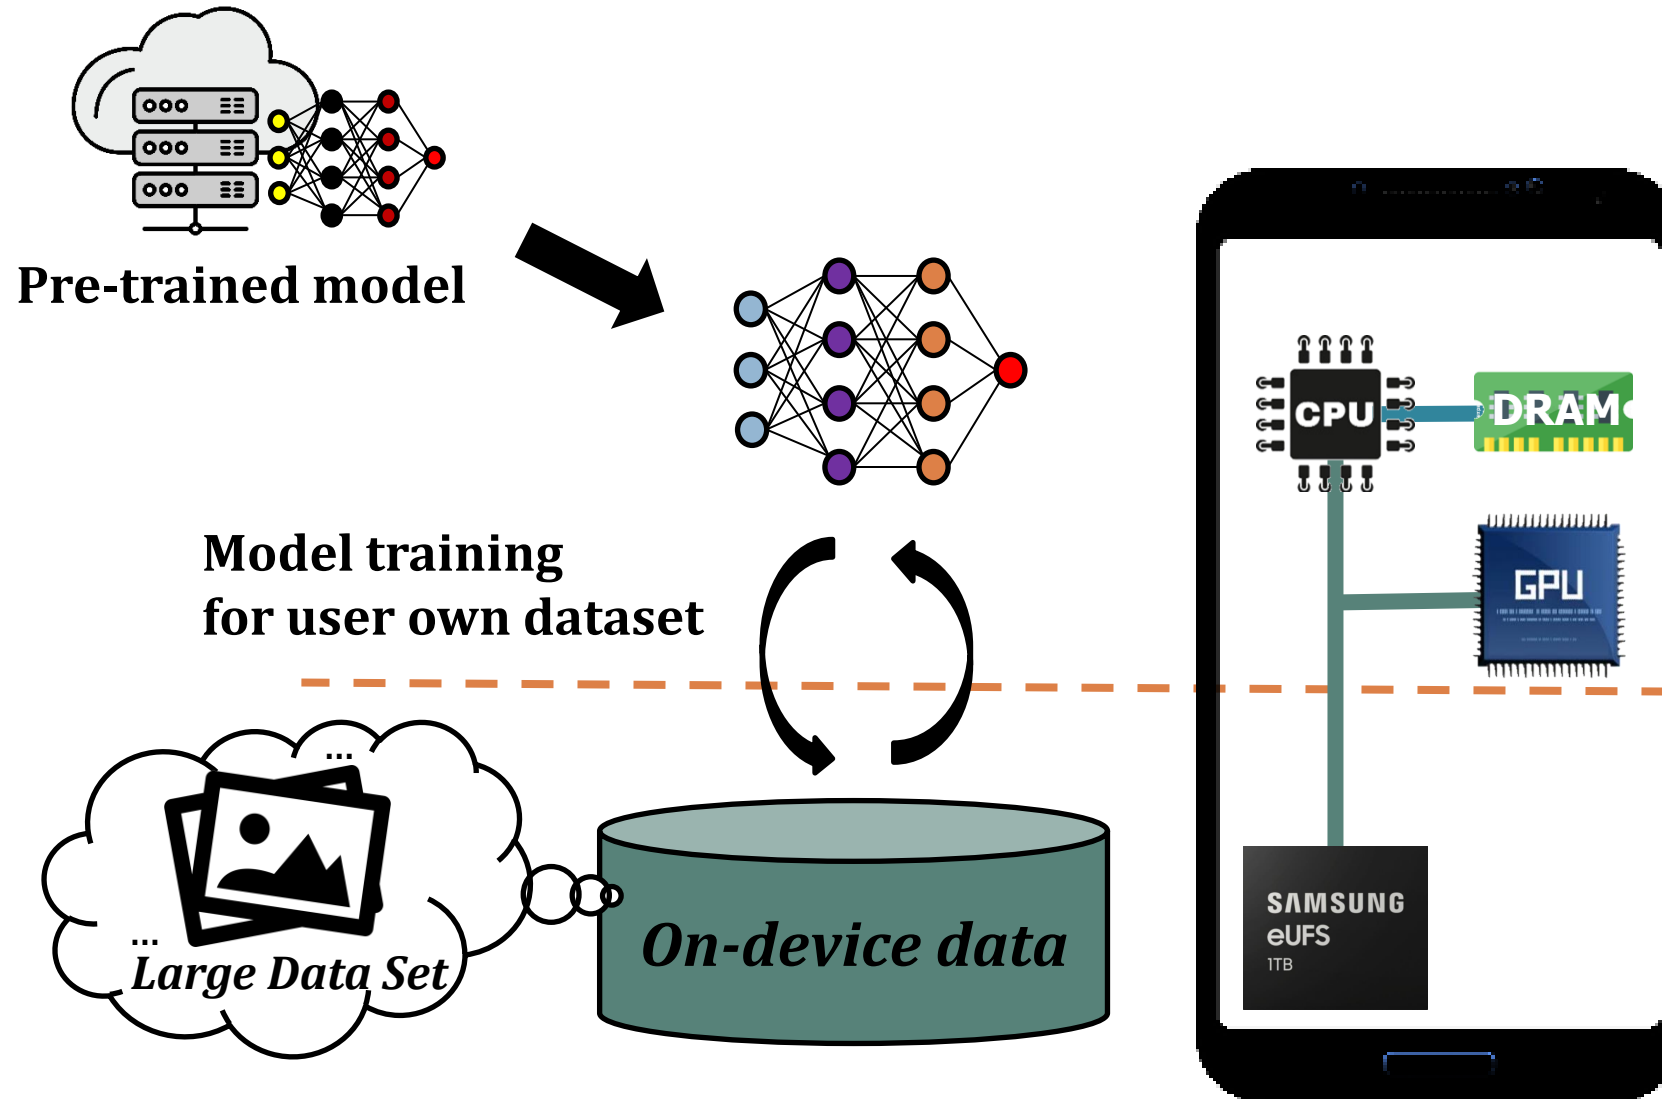 Pre-trained model
Model training
for user own dataset
...
...
Large Data Set
On-device data
CPU
DRAM
GPU
SAMSUNG
eUFS
1TB